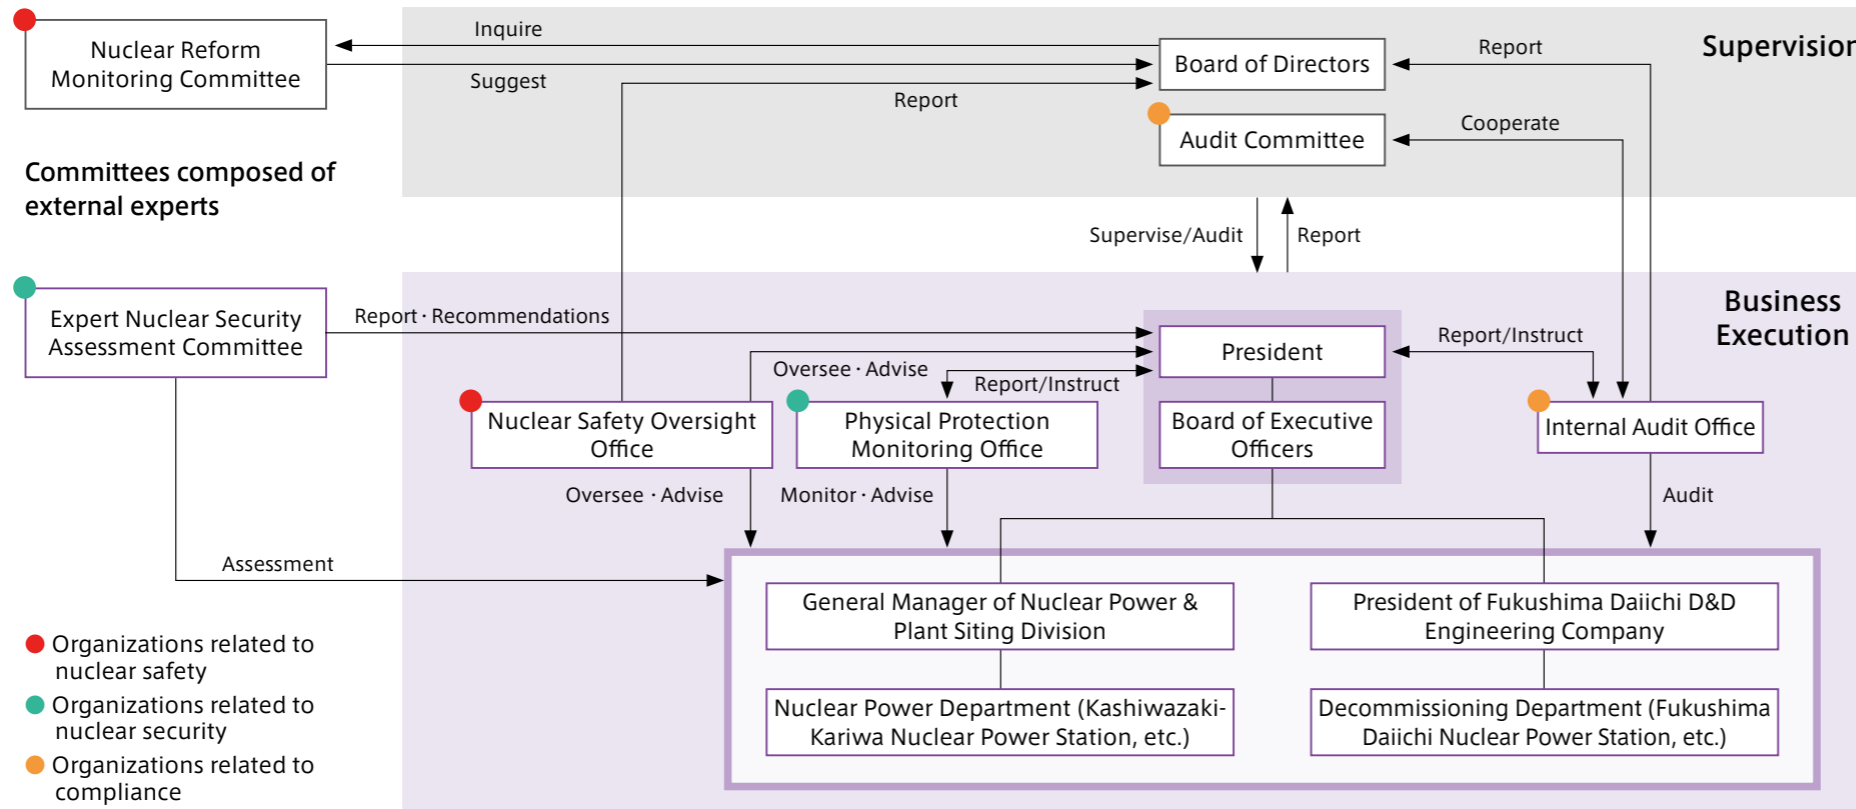 Nuclear Reform
Monitoring Committee
Inquire
Suggest
Report
Board of Directors
Report
Supervision
Audit Committee
Cooperate
Committees composed of
external experts
Supervise/Audit
Report
Expert Nuclear Security
Assessment Committee
Report · Recommendations
Business
Execution
President
Report/Instruct
Oversee · Advise
Report/Instruct
Nuclear Safety Oversight
Office
Physical Protection
Monitoring Office
Board of Executive
Officers
Internal Audit Office
Oversee · Advise
Monitor · Advise
Audit
Assessment
General Manager of Nuclear Power &
Plant Siting Division
President of Fukushima Daiichi D&D
Engineering Company
Nuclear Power Department (Kashiwazaki-
Kariwa Nuclear Power Station, etc.)
Decommissioning Department (Fukushima
Daiichi Nuclear Power Station, etc.)
Organizations related to
nuclear safety
Organizations related to
nuclear security
Organizations related to
compliance